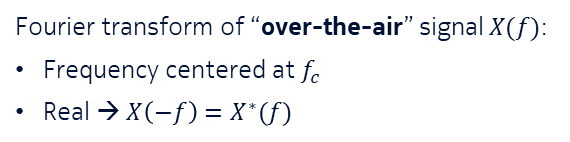 Fourier transform of “over-the-air” signal X(f):
• Frequency centered at f_c
• Real → X(−f) = X*(f)